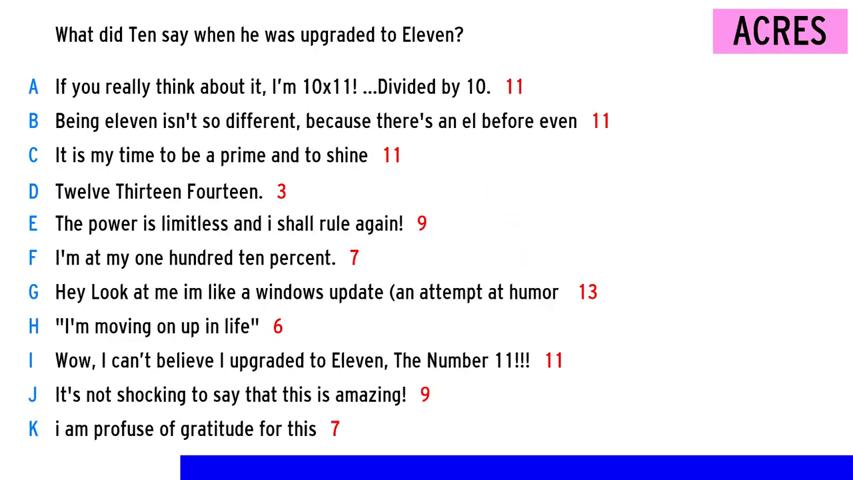 What did Ten say when he was upgraded to Eleven?
ACRES
A If you really think about it, I'm 10x11! ...Divided by 10. 11
B Being eleven isn't so different, because there's an el before even 11
C It is my time to be a prime and to shine 11
D Twelve Thirteen Fourteen. 3
E The power is limitless and i shall rule again! 9
F I'm at my one hundred ten percent. 7
G Hey Look at me im like a windows update (an attempt at humor 13
H "I'm moving on up in life" 6
I Wow, I can't believe I upgraded to Eleven, The Number 11!!! 11
J It's not shocking to say that this is amazing! 9
K i am profuse of gratitude for this 7